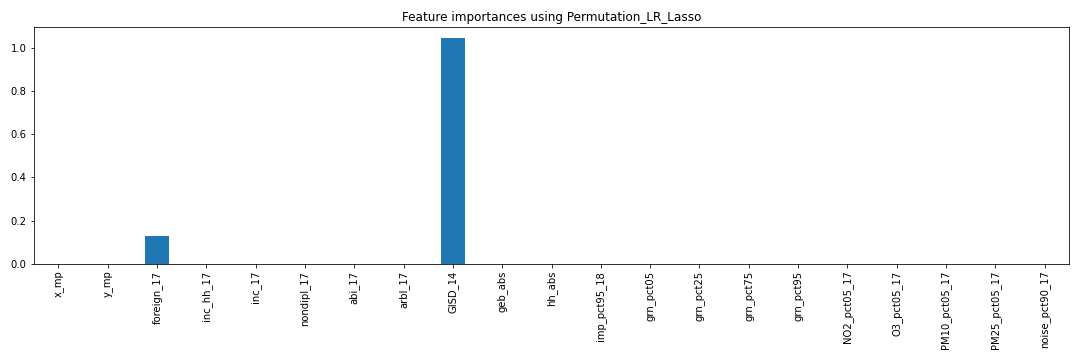 Feature importances using Permutation_LR_Lasso
1.0
0.8
0.6
0.4
0.2
0.0
x_mp
y_mp
foreign_17
inc_hh_17
inc_17
nondipl_17
abi_17
arbl_17
GISD_14
geb_abs
hh_abs
imp_pct95_18
grn_pct05
grn_pct25
grn_pct75
grn_pct95
NO2_pct05_17
O3_pct05_17
PM10_pct05_17
PM25_pct05_17
noise_pct90_17